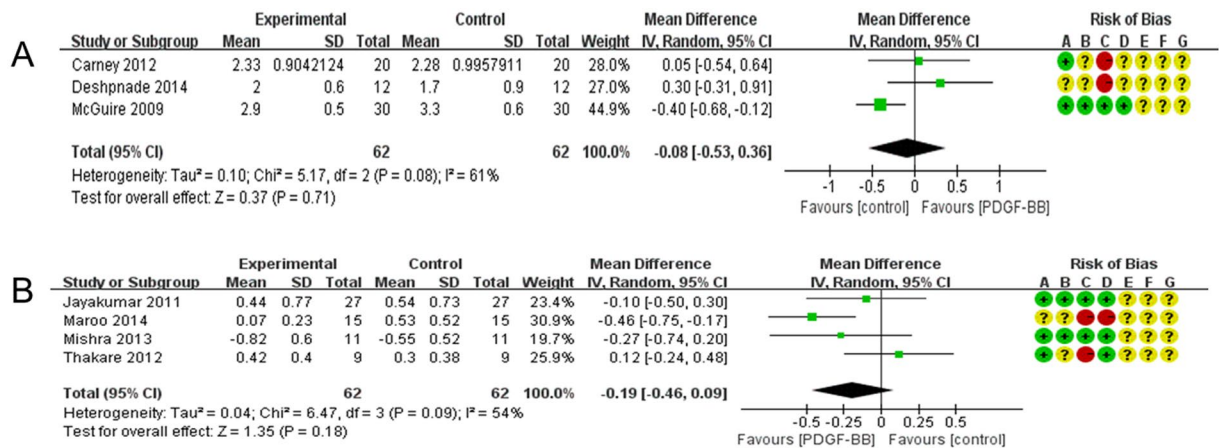 A
Experimental Control Mean Difference Mean Difference Risk of Bias
Study or Subgroup Mean SD Total Mean SD Total Weight IV, Random, 95% CI IV, Random, 95% CI A B C D E F G
Carney 2012 2.33 0.9042124 20 2.28 0.9957911 20 28.0% 0.05 [-0.54, 0.64] + ? - ? ? ? ?
Deshpnade 2014 2 0.6 12 1.7 0.9 12 27.0% 0.30 [-0.31, 0.91] ? ? - ? ? ? ?
McGuire 2009 2.9 0.5 30 3.3 0.6 30 44.9% -0.40 [-0.68, -0.12] + + + + ? ? ?
Total (95% CI) 62 62 100.0% -0.08 [-0.53, 0.36]
Heterogeneity: Tau² = 0.10; Chi² = 5.17, df = 2 (P = 0.08); I² = 61%
Test for overall effect: Z = 0.37 (P = 0.71)
-1 -0.5 0 0.5 1
Favours [control] Favours [PDGF-BB]
B
Experimental Control Mean Difference Mean Difference Risk of Bias
Study or Subgroup Mean SD Total Mean SD Total Weight IV, Random, 95% CI IV, Random, 95% CI A B C D E F G
Jayakumar 2011 0.44 0.77 27 0.54 0.73 27 23.4% -0.10 [-0.50, 0.30] + + + + ? ? ?
Maroo 2014 0.07 0.23 15 0.53 0.52 15 30.9% -0.46 [-0.75, -0.17] ? ? - - ? ? ?
Mishra 2013 -0.82 0.6 11 -0.55 0.52 11 19.7% -0.27 [-0.74, 0.20] + + + + ? ? ?
Thakare 2012 0.42 0.4 9 0.3 0.38 9 25.9% 0.12 [-0.24, 0.48] + ? - + ? ? ?
Total (95% CI) 62 62 100.0% -0.19 [-0.46, 0.09]
Heterogeneity: Tau² = 0.04; Chi² = 6.47, df = 3 (P = 0.09); I² = 54%
Test for overall effect: Z = 1.35 (P = 0.18)
-0.5 -0.25 0 0.25 0.5
Favours [PDGF-BB] Favours [control]